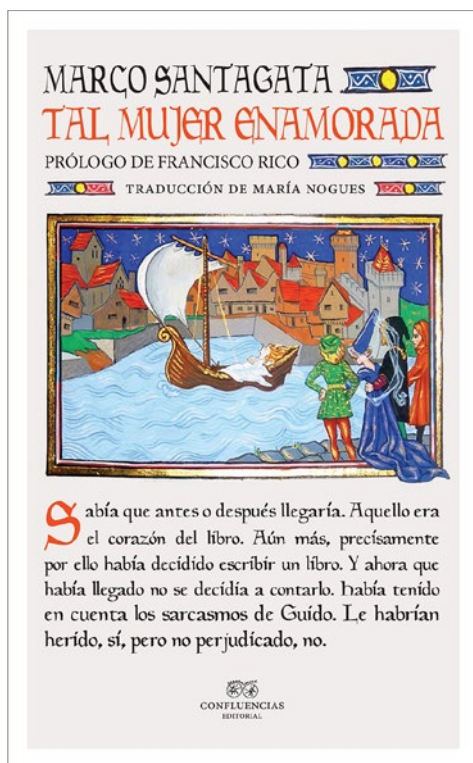 MARCO SANTAGATA
TAL MUJER ENAMORADA
PRÓLOGO DE FRANCISCO RICO
TRADUCCIÓN DE MARÍA NOGUES
Sabía que antes o después llegaría. Aquello era
el corazón del libro. Aún más, precisamente
por ello había decidido escribir un libro. Y ahora que
había llegado no se decidía a contarlo. Había tenido
en cuenta los sarcasmos de Guido. Le habrían
herido, sí, pero no perjudicado, no.
CONFLUENCIAS
EDITORIAL